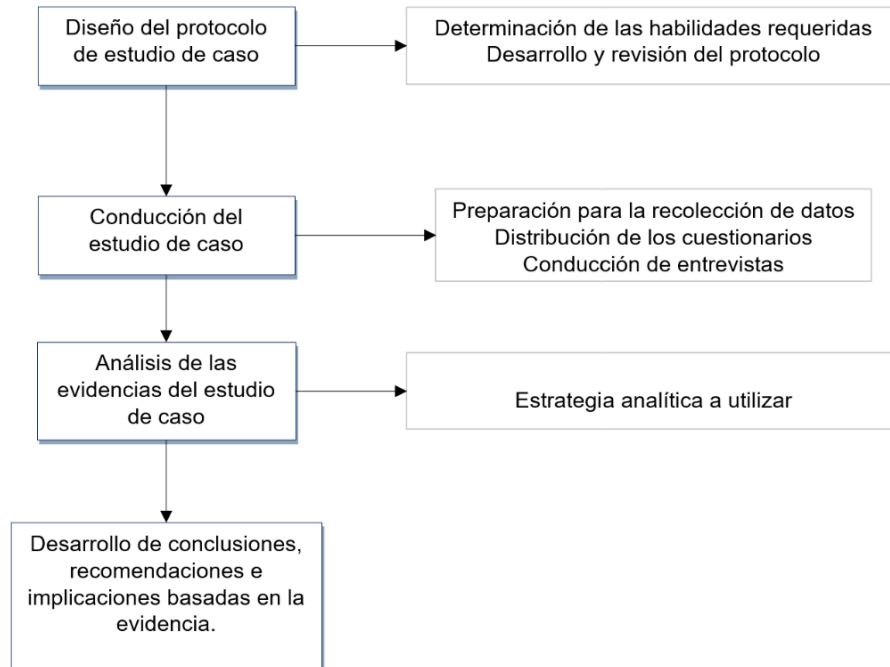 Diseño del protocolo
de estudio de caso
Determinación de las habilidades requeridas
Desarrollo y revisión del protocolo
Conducción del
estudio de caso
Preparación para la recolección de datos
Distribución de los cuestionarios
Conducción de entrevistas
Análisis de las
evidencias del estudio
de caso
Estrategia analítica a utilizar
Desarrollo de conclusiones,
recomendaciones e
implicaciones basadas en la
evidencia.